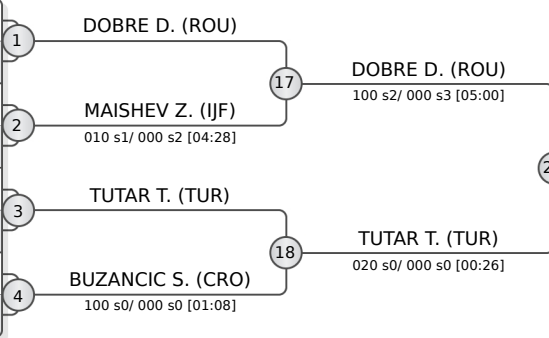 DOBRE D. (ROU)
1
17
DOBRE D. (ROU)
100 s2/ 000 s3 [05:00]
MAISHEV Z. (IJF)
2
010 s1/ 000 s2 [04:28]
TUTAR T. (TUR)
3
18
TUTAR T. (TUR)
020 s0/ 000 s0 [00:26]
BUZANCIC S. (CRO)
4
100 s0/ 000 s0 [01:08]